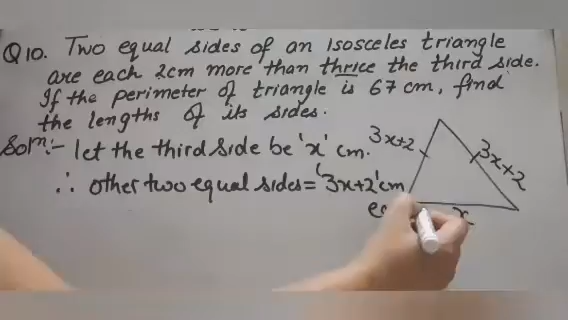 Q10. Two equal sides of an isosceles triangle
are each 2cm more than thrice the third side.
If the perimeter of triangle is 67 cm, find
the lengths of its sides.
Solⁿ:- let the third side be 'x' cm.
∴ other two equal sides = '3x+2' cm
3x+2
3x+2
x